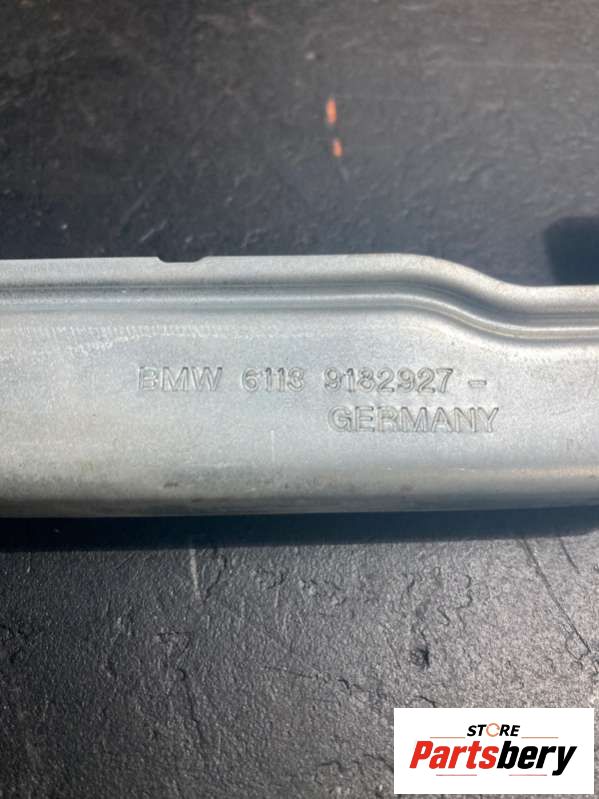 BMW 6113 9182927-
GERMANY
STORE
Partsbery